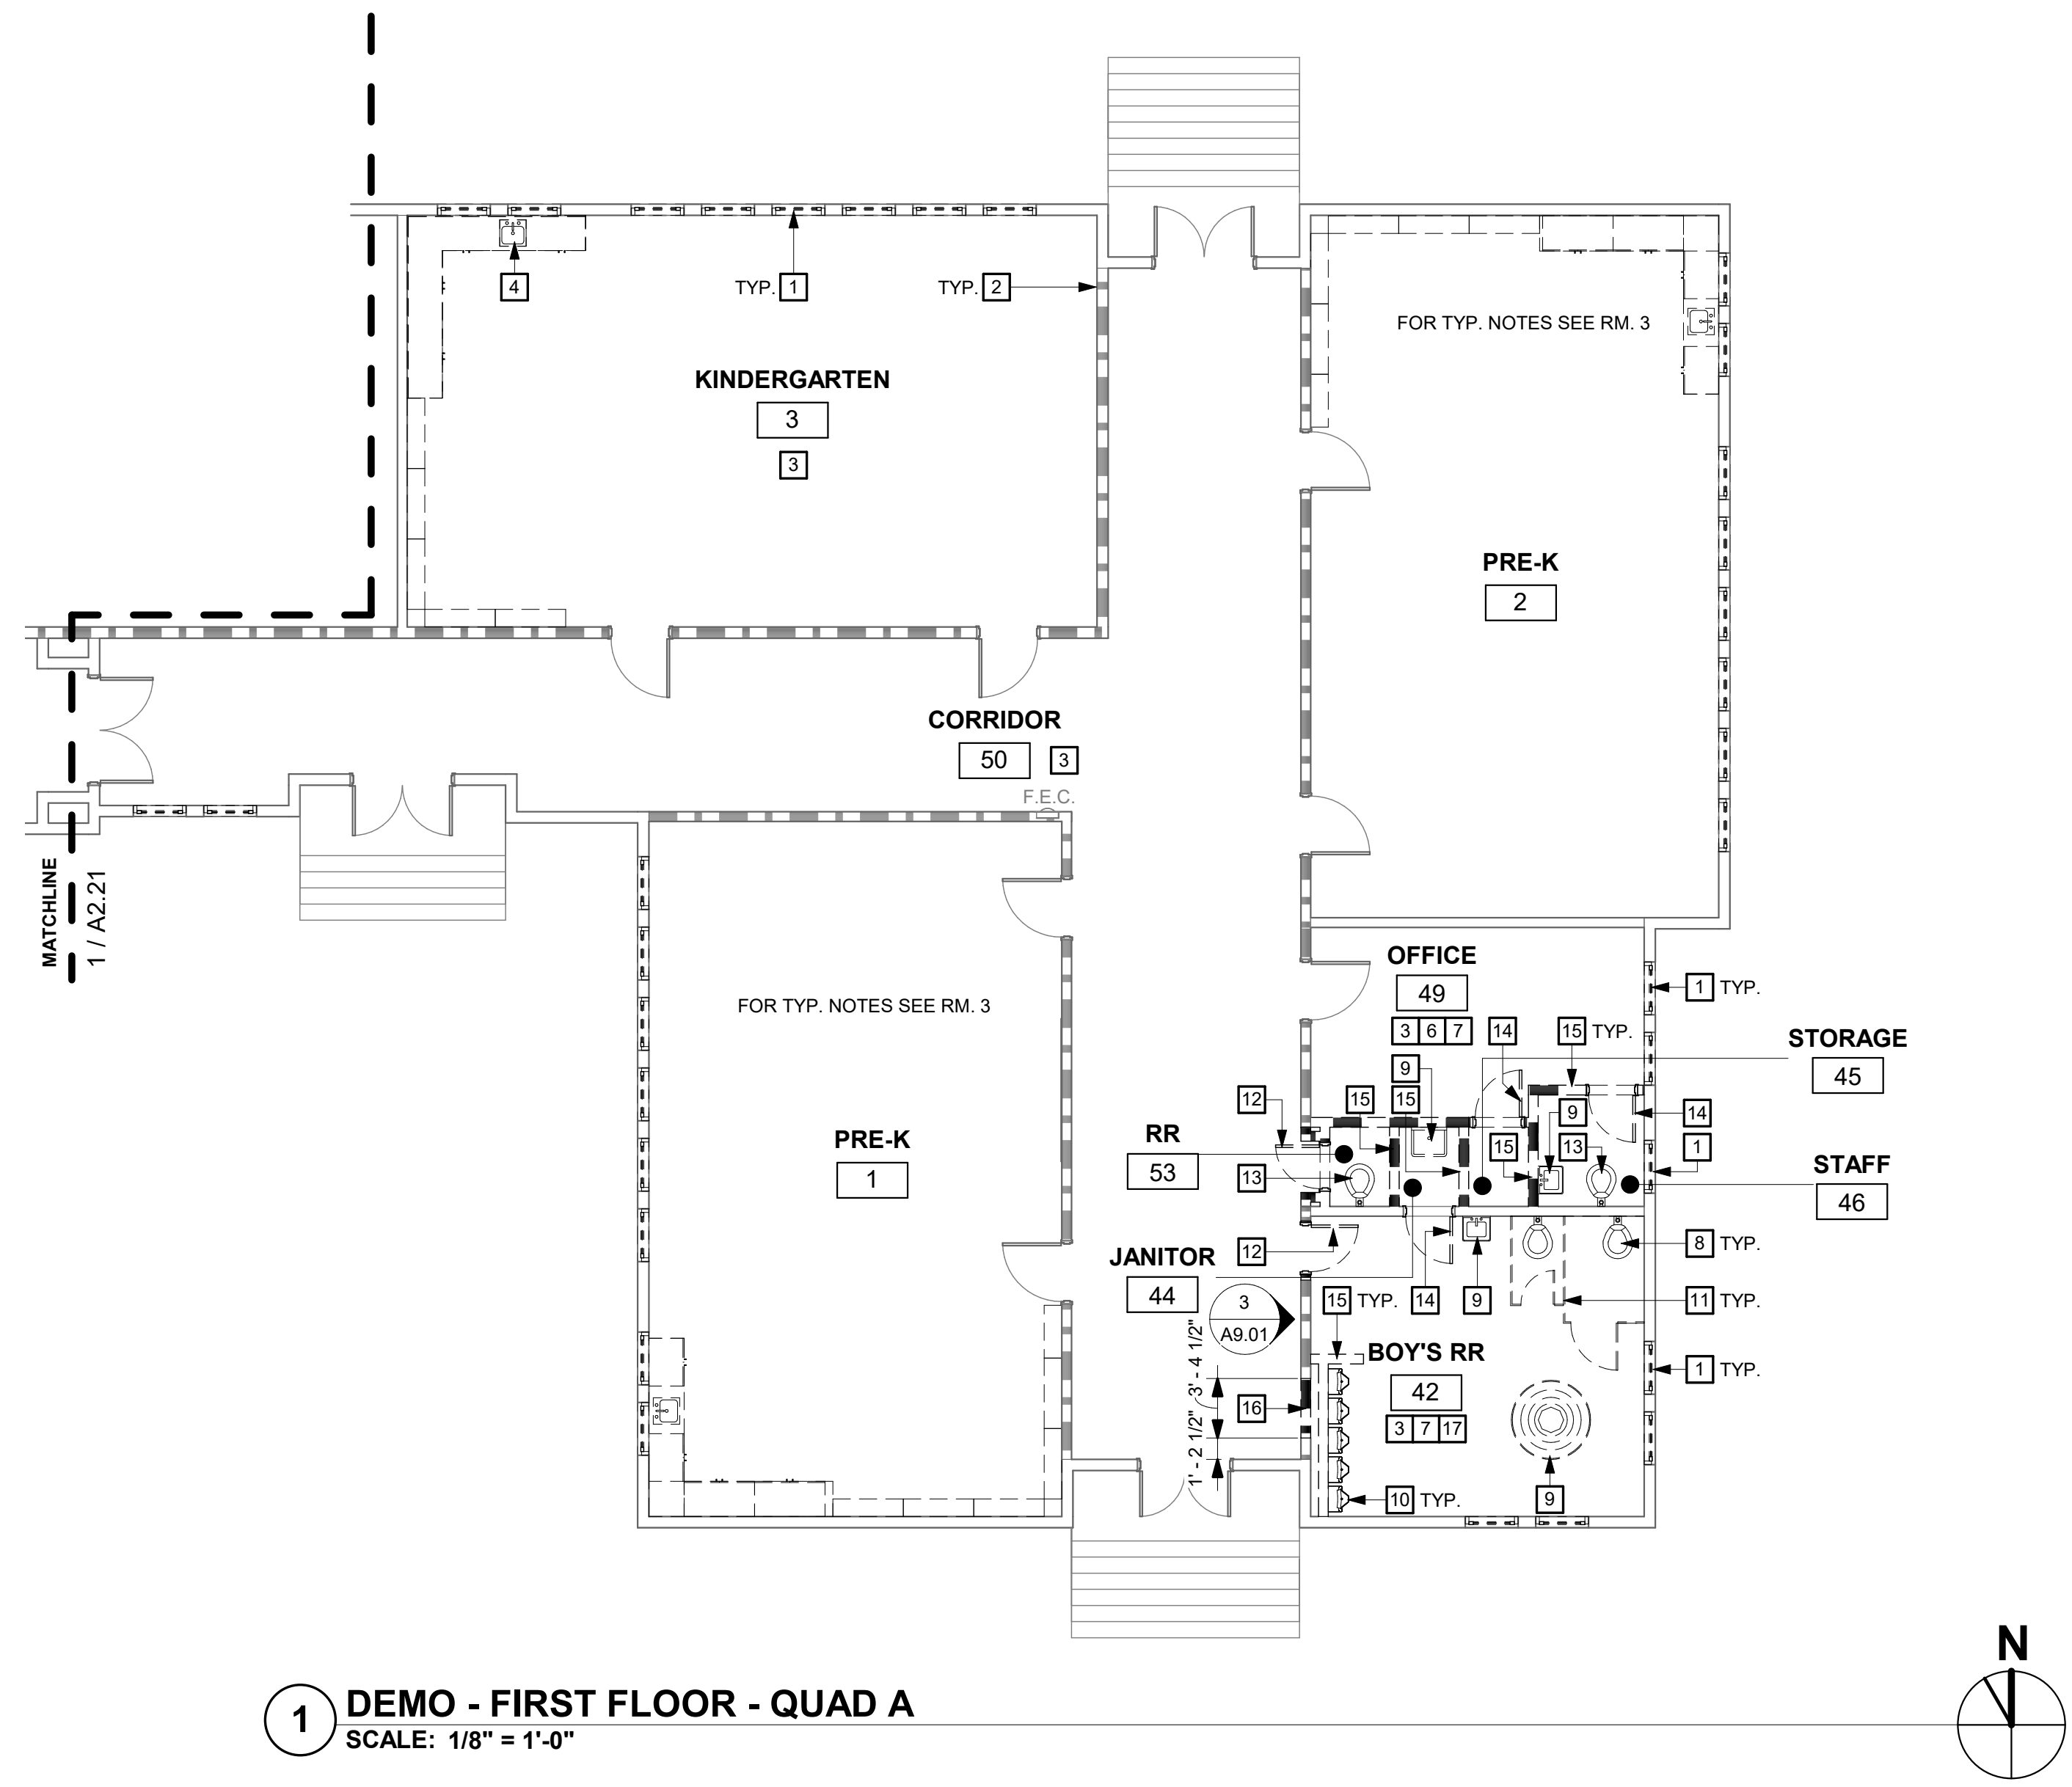 4
TYP. 1
TYP. 2
FOR TYP. NOTES SEE RM. 3
KINDERGARTEN
3
3
PRE-K
2
CORRIDOR
50 3
F.E.C.
MATCHLINE
1 / A2.21
FOR TYP. NOTES SEE RM. 3
PRE-K
1
OFFICE
49
3 6 7
14
15 TYP.
1 TYP.
STORAGE
45
9
12
15
15
9
14
RR
53
13
15
13
1
STAFF
46
JANITOR
44
12
8 TYP.
3
A9.01
15 TYP.
14
9
11 TYP.
3' - 4 1/2"
1' - 2 1/2"
BOY'S RR
42
3 7 17
1 TYP.
16
10 TYP.
9
N
1
DEMO - FIRST FLOOR - QUAD A
SCALE: 1/8" = 1'-0"